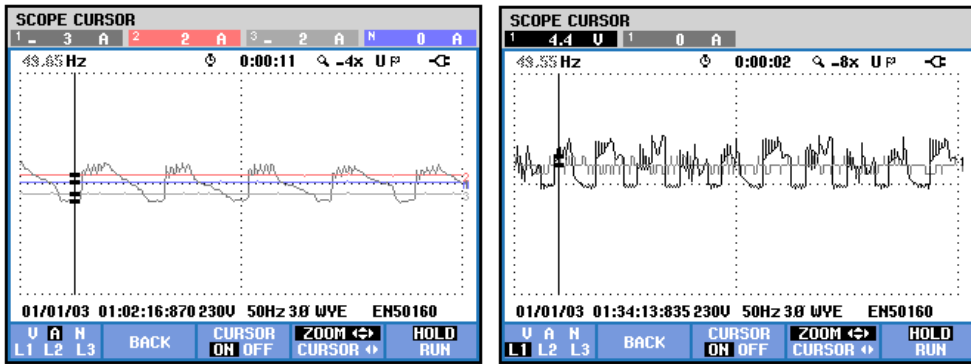 SCOPE CURSOR
1 - 3 A 2 2 A 3 - 2 A N 0 A
49.65 Hz 0:00:11 -4x U
2
3
01/01/03 01:02:16:870 230V 50Hz 3Ø WYE EN50160
V A N
L1 L2 L3
BACK
CURSOR
ON OFF
ZOOM
CURSOR
HOLD
RUN
SCOPE CURSOR
1 4.4 V 1 0 A
49.55 Hz 0:00:02 -8x U
01/01/03 01:34:13:835 230V 50Hz 3Ø WYE EN50160
V A N
L1 L2 L3
BACK
CURSOR
ON OFF
ZOOM
CURSOR
HOLD
RUN